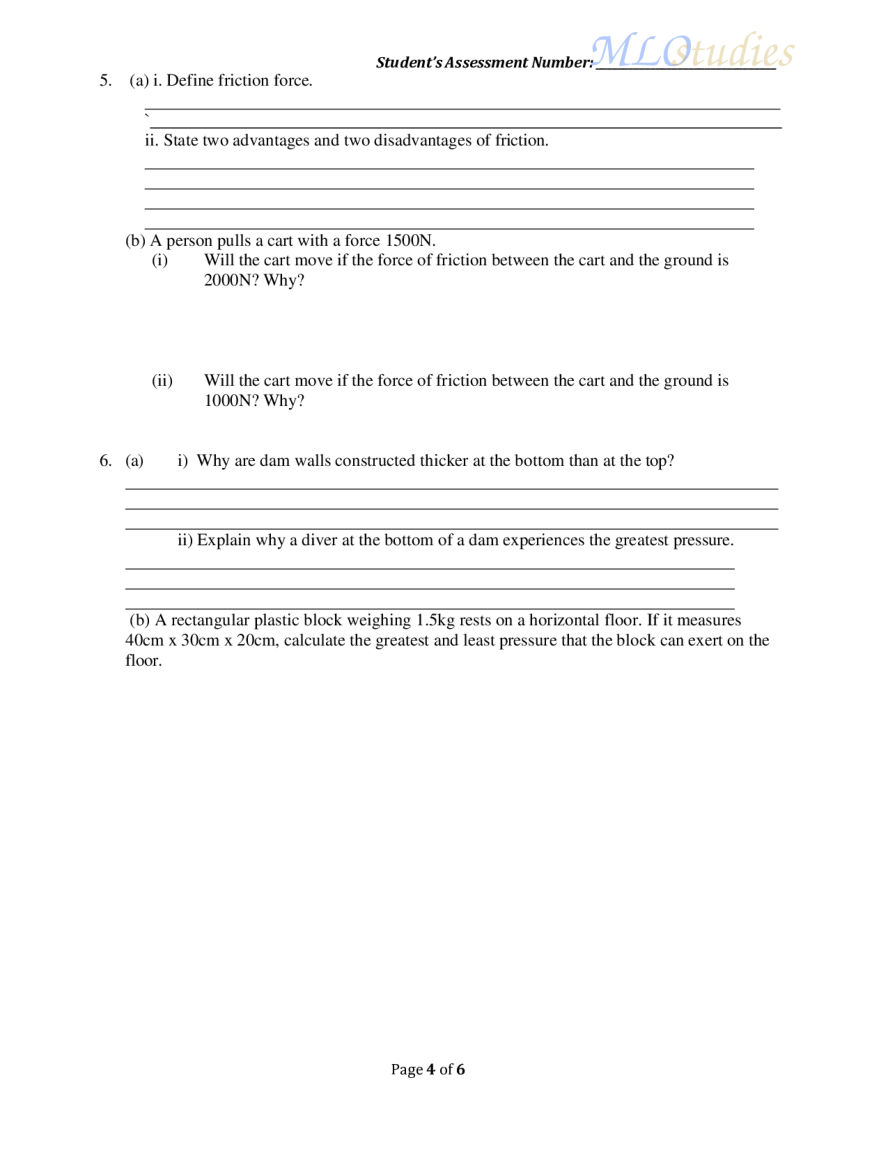 MLOstudies
Student's Assessment Number:
5. (a) i. Define friction force.
`
ii. State two advantages and two disadvantages of friction.
(b) A person pulls a cart with a force 1500N.
(i) Will the cart move if the force of friction between the cart and the ground is
2000N? Why?
(ii) Will the cart move if the force of friction between the cart and the ground is
1000N? Why?
6. (a) i) Why are dam walls constructed thicker at the bottom than at the top?
ii) Explain why a diver at the bottom of a dam experiences the greatest pressure.
(b) A rectangular plastic block weighing 1.5kg rests on a horizontal floor. If it measures
40cm x 30cm x 20cm, calculate the greatest and least pressure that the block can exert on the
floor.
Page 4 of 6